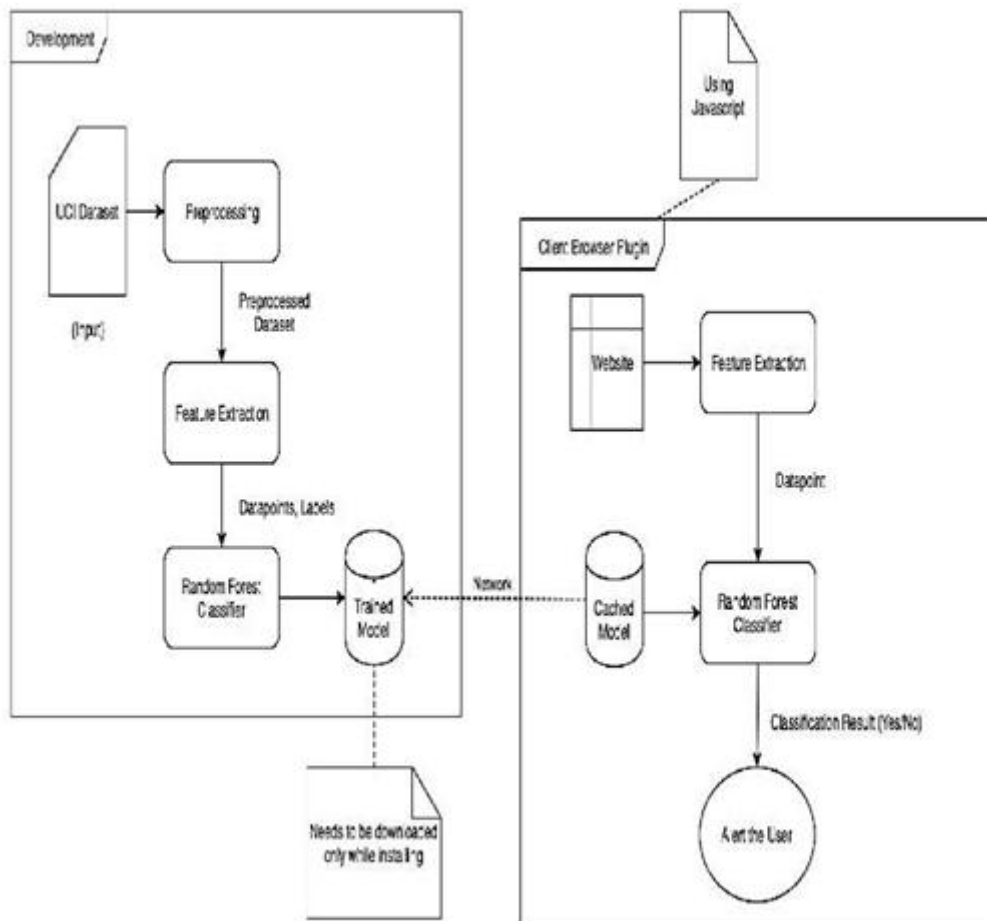 Development
UCI Dataset
(Input)
Preprocessing
Preprocessed
Dataset
Feature Extraction
Datapoints, Labels
Random Forest
Classifier
Trained
Model
Needs to be downloaded
only while installing
Network
Using
Javascript
Client Browser Plugin
Website
Feature Extraction
Datapoint
Cached
Model
Random Forest
Classifier
Classification Result (Yes/No)
Alert the User